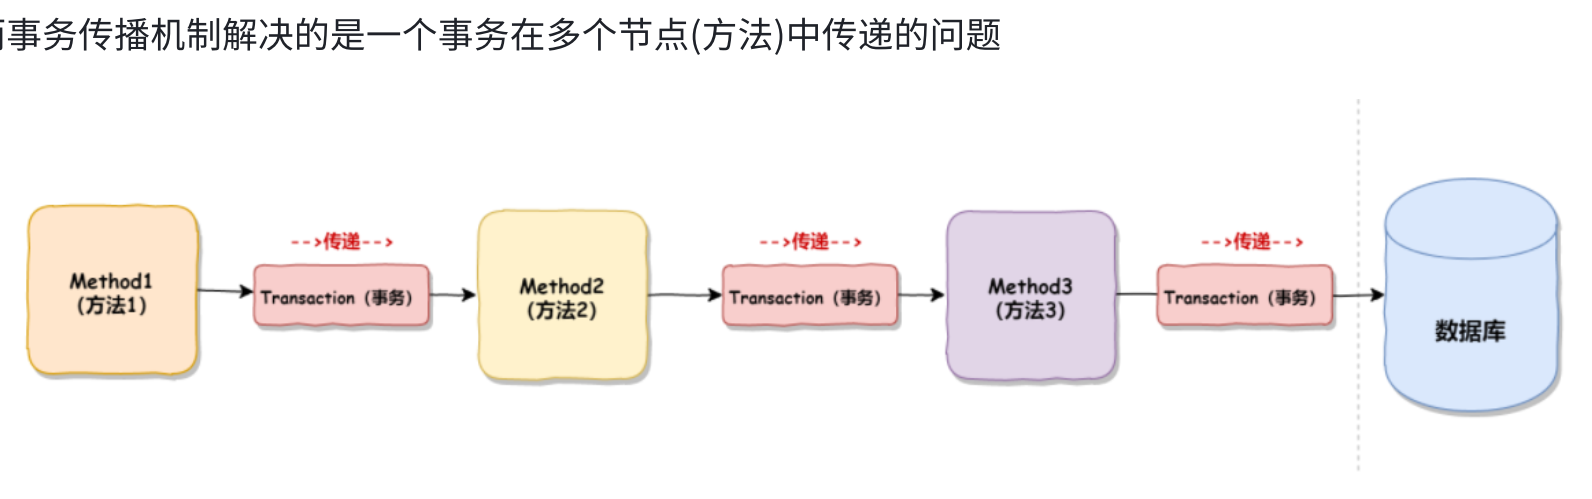 事务传播机制解决的是一个事务在多个节点(方法)中传递的问题
-->传递-->
-->传递-->
-->传递-->
Method1
(方法1)
Transaction（事务）
Method2
(方法2)
Transaction（事务）
Method3
(方法3)
Transaction（事务）
数据库